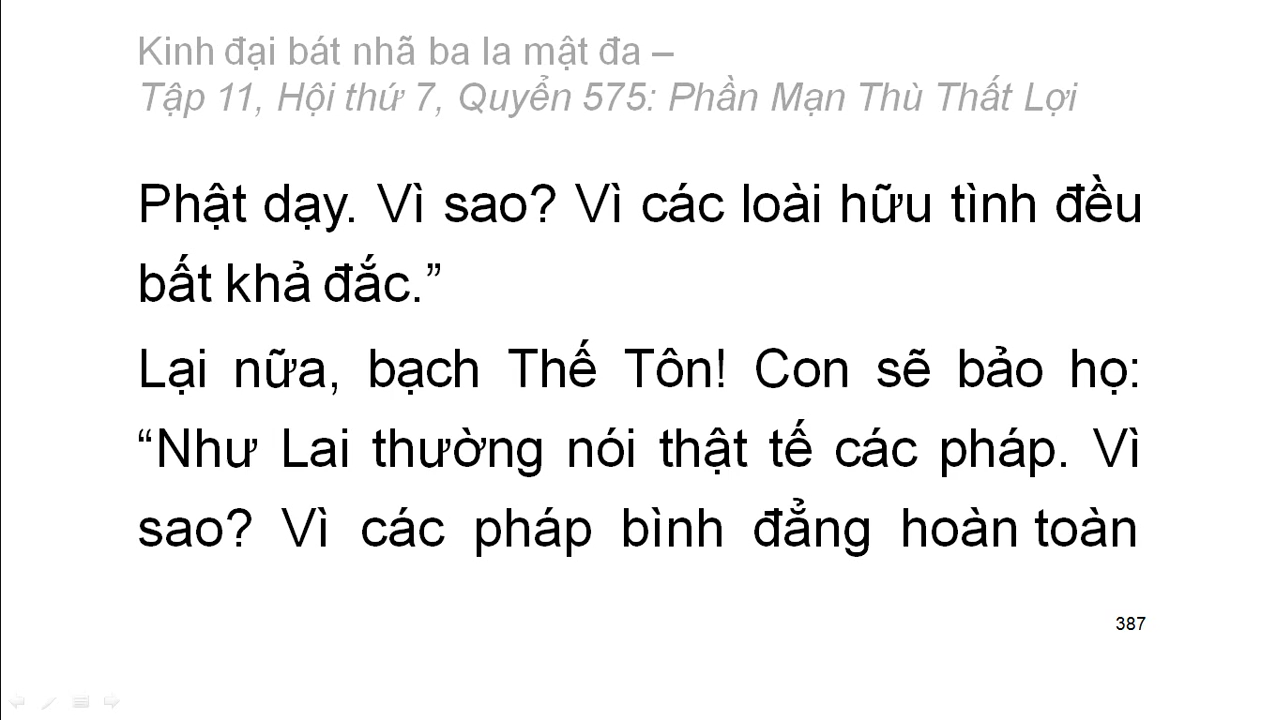 Kinh đại bát nhã ba la mật đa –
Tập 11, Hội thứ 7, Quyển 575: Phần Mạn Thù Thất Lợi
Phật dạy. Vì sao? Vì các loài hữu tình đều
bất khả đắc.”
Lại nữa, bạch Thế Tôn! Con sẽ bảo họ:
“Như Lai thường nói thật tế các pháp. Vì
sao? Vì các pháp bình đẳng hoàn toàn
387